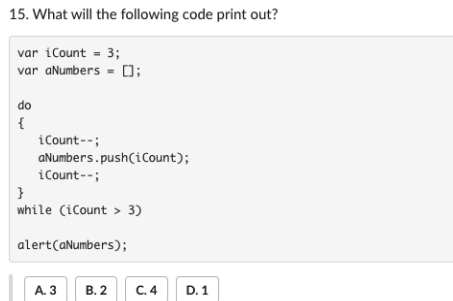 15. What will the following code print out?
var iCount = 3;
var aNumbers = [];
do
{
iCount--;
aNumbers.push(iCount);
iCount--;
}
while (iCount > 3)
alert(aNumbers);
A. 3 B. 2 C. 4 D. 1